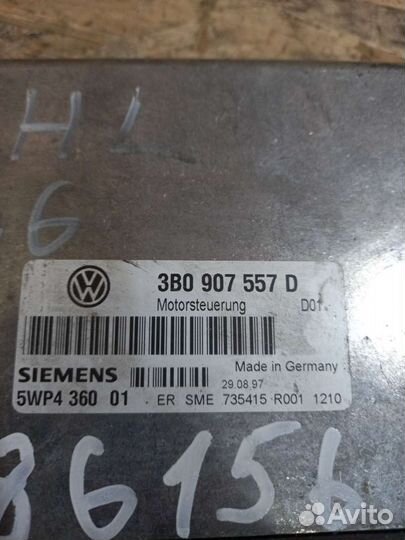 AHL
3B0 907 557 D
Motorsteuerung D01
Made in Germany
SIEMENS 29.08.97
5WP4 360 01 ER SME 735415 R001 1210
Avito